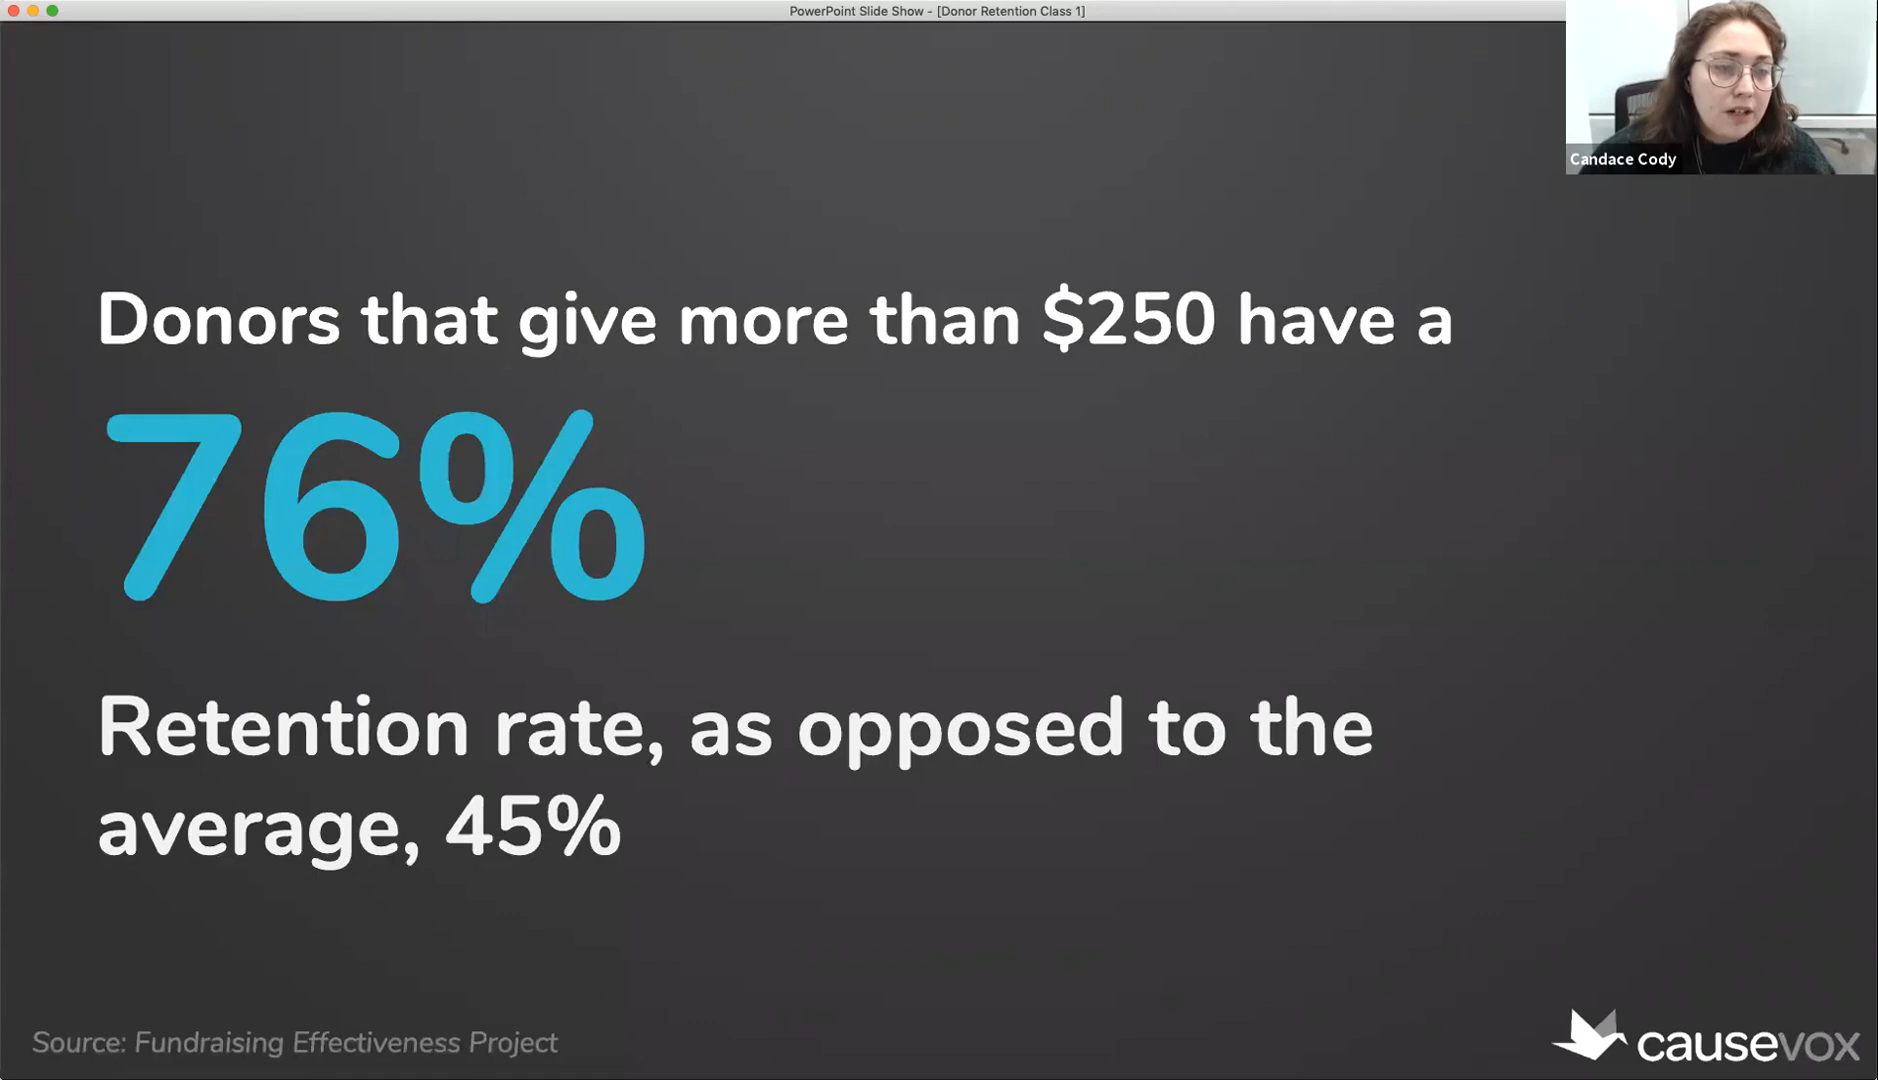 PowerPoint Slide Show - [Donor Retention Class 1]
Candace Cody
Donors that give more than $250 have a
76%
Retention rate, as opposed to the
average, 45%
Source: Fundraising Effectiveness Project
causevox